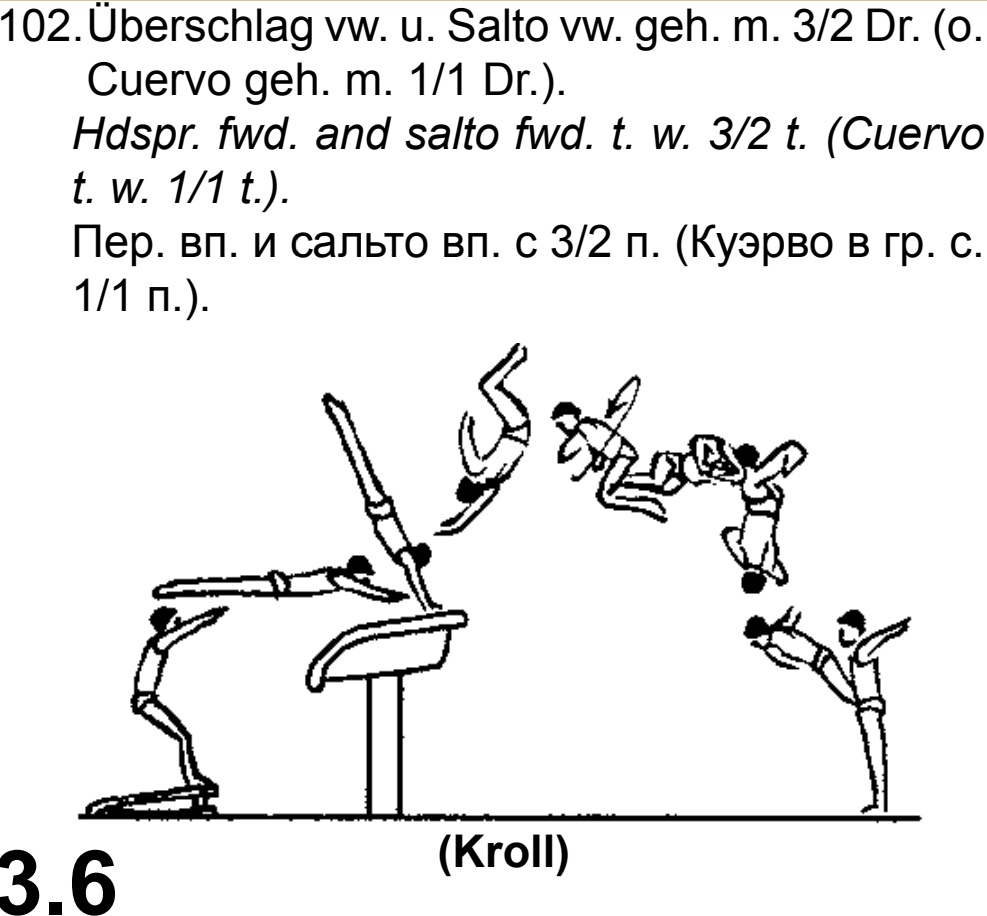 102. Überschlag vw. u. Salto vw. geh. m. 3/2 Dr. (o.
Cuervo geh. m. 1/1 Dr.).
Hdspr. fwd. and salto fwd. t. w. 3/2 t. (Cuervo
t. w. 1/1 t.).
Пер. вп. и сальто вп. с 3/2 п. (Куэрво в гр. с.
1/1 п.).
(Kroll)
3.6